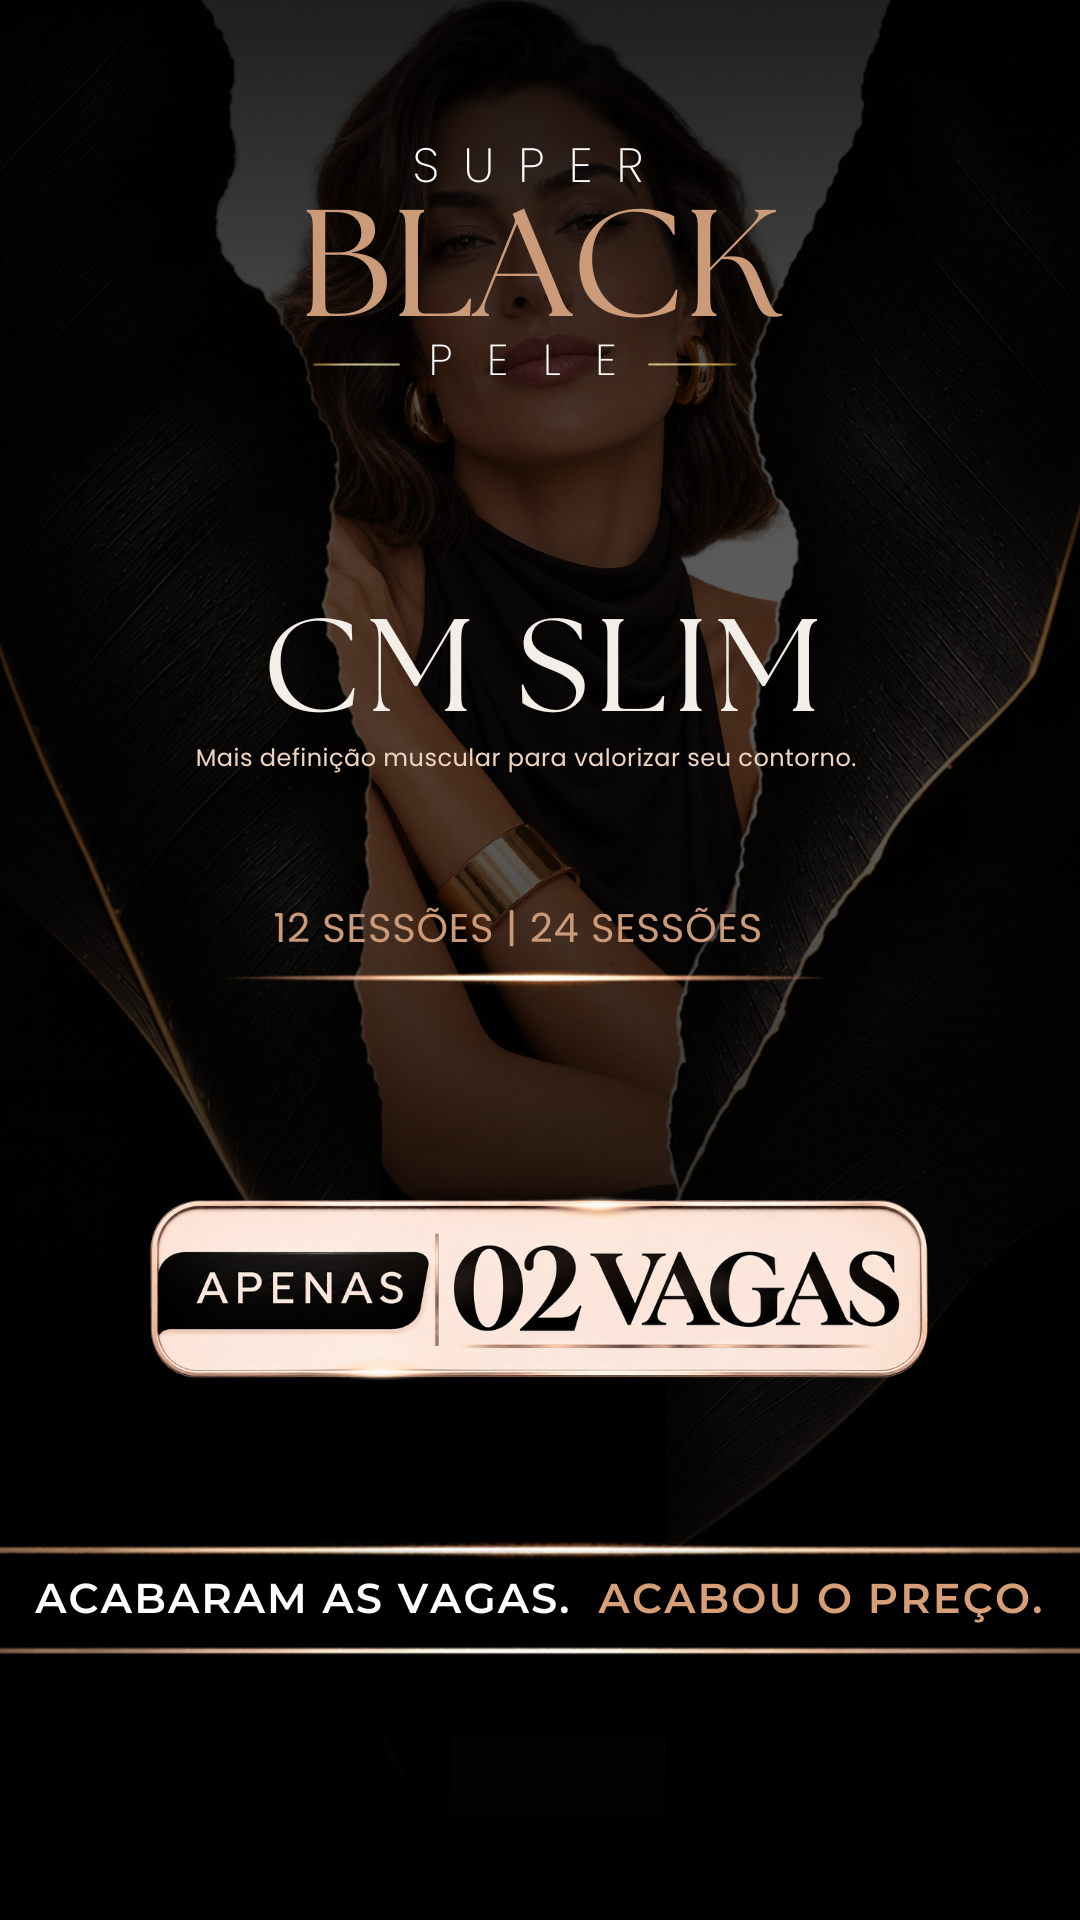 SUPER
BLACK
PELE
CM SLIM
Mais definição muscular para valorizar seu contorno.
12 SESSÕES | 24 SESSÕES
APENAS 02 VAGAS
ACABARAM AS VAGAS. ACABOU O PREÇO.